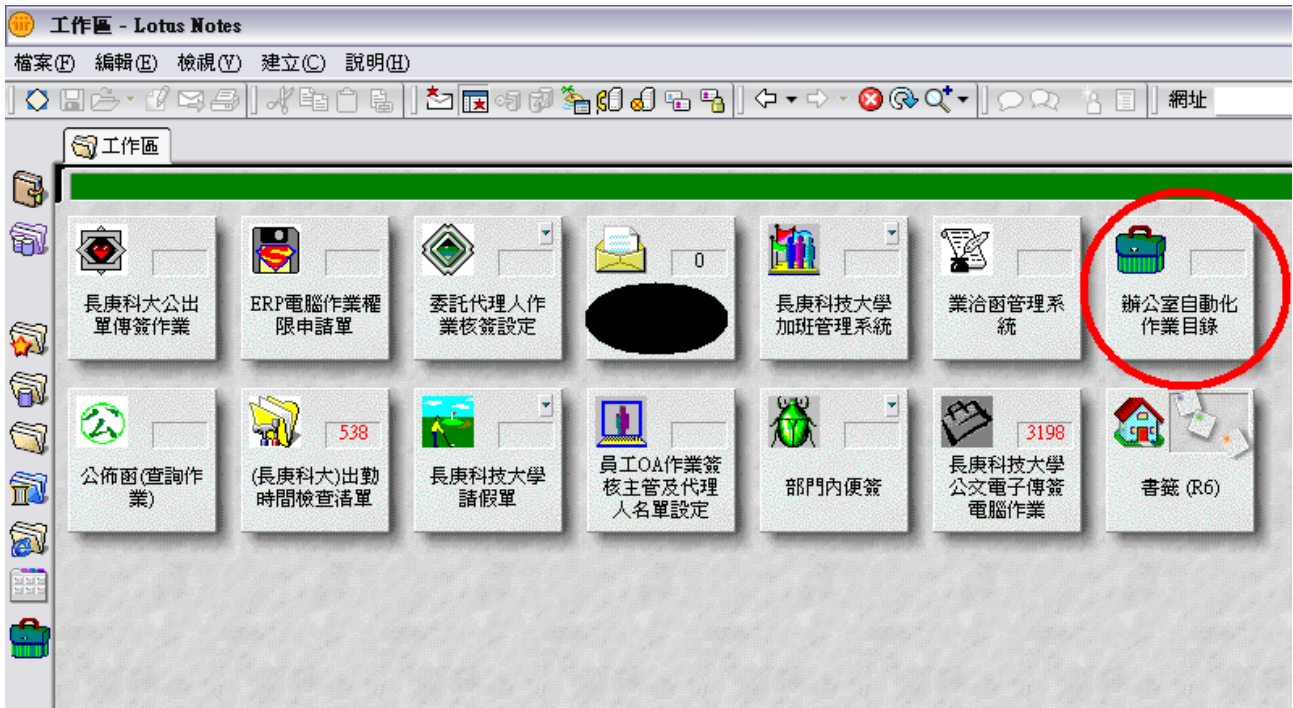 工作區 - Lotus Notes
檔案(F) 編輯(E) 檢視(V) 建立(C) 說明(H)
網址
工作區
0
長庚科大公出
單傳簽作業
ERP電腦作業權
限申請單
委託代理人作
業核簽設定
長庚科技大學
加班管理系統
業洽函管理系
統
辦公室自動化
作業目錄
538
3198
公佈函(查詢作
業)
(長庚科大)出勤
時間檢查清單
長庚科技大學
請假單
員工OA作業簽
核主管及代理
人名單設定
部門內便簽
長庚科技大學
公文電子傳簽
電腦作業
書籤 (R6)